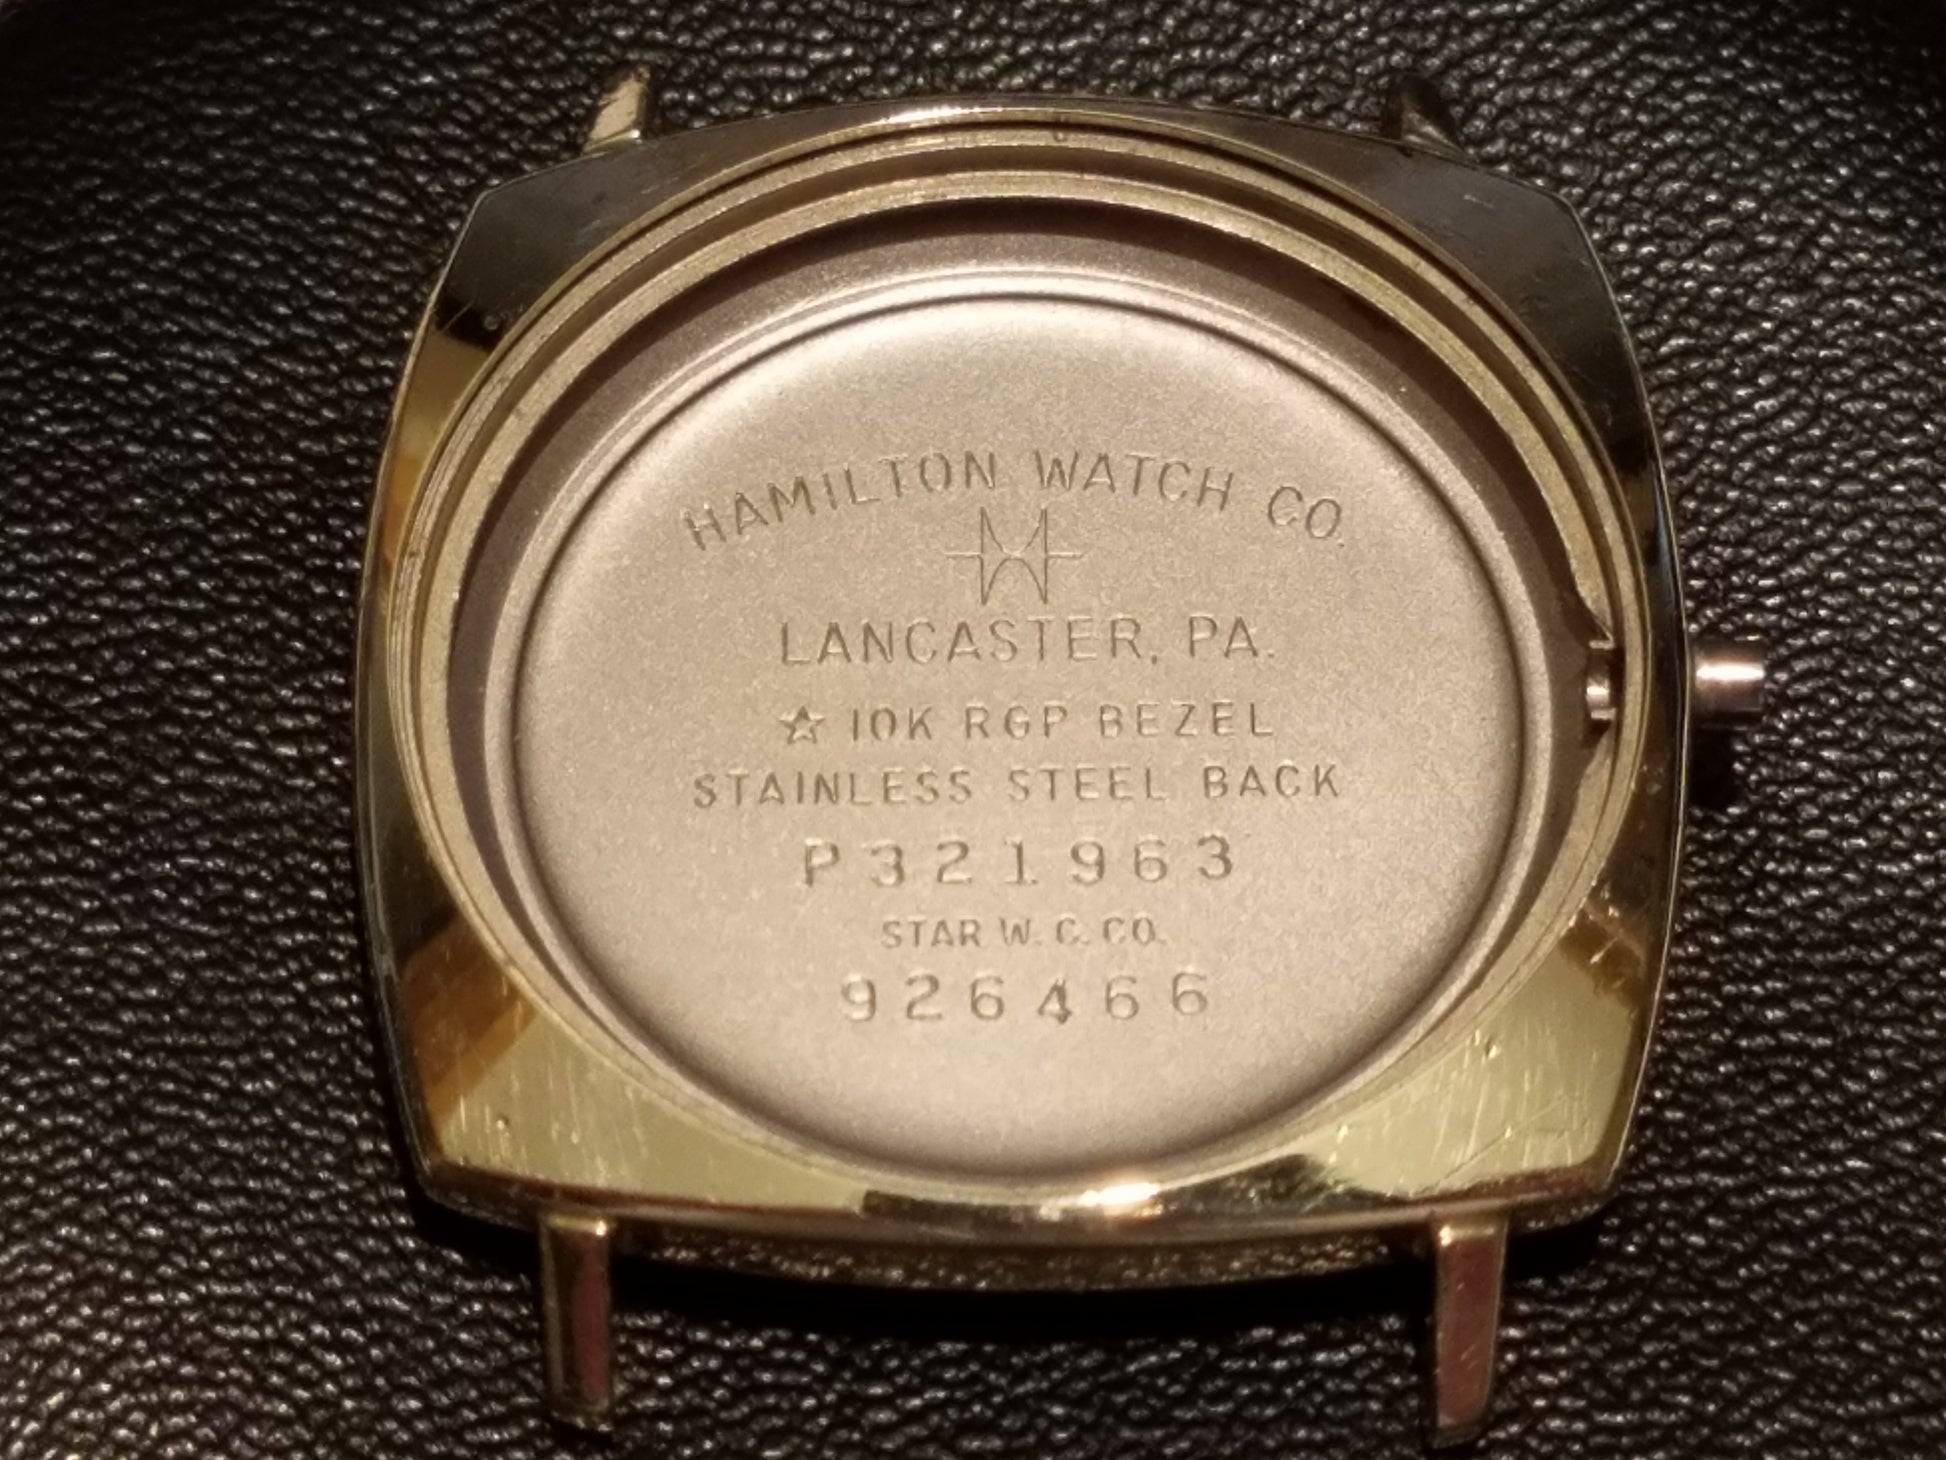 HAMILTON WATCH CO.
LANCASTER, PA.
☆ 10K RGP BEZEL
STAINLESS STEEL BACK
P321963
STAR W. C. CO.
926466